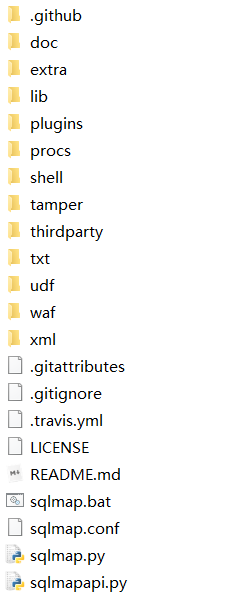 .github
doc
extra
lib
plugins
procs
shell
tamper
thirdparty
txt
udf
waf
xml
.gitattributes
.gitignore
.travis.yml
LICENSE
README.md
sqlmap.bat
sqlmap.conf
sqlmap.py
sqlmapapi.py